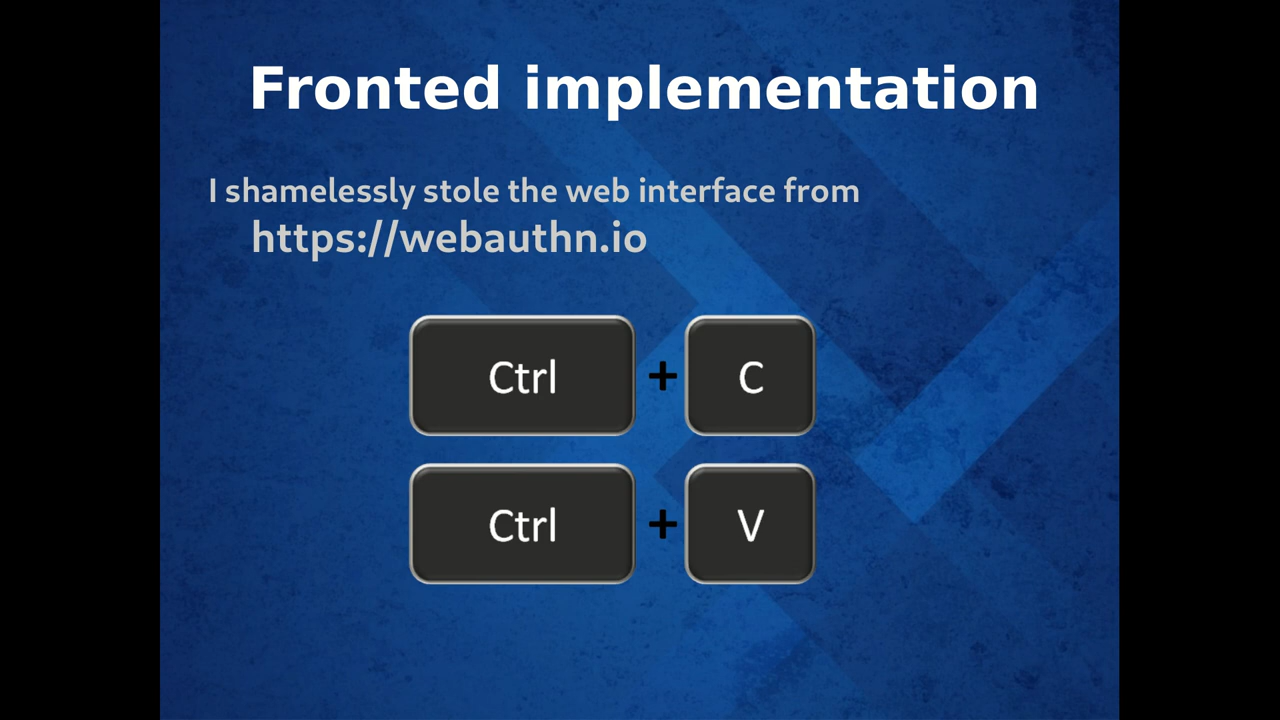 Fronted implementation
I shamelessly stole the web interface from
https://webauthn.io
Ctrl + C
Ctrl + V